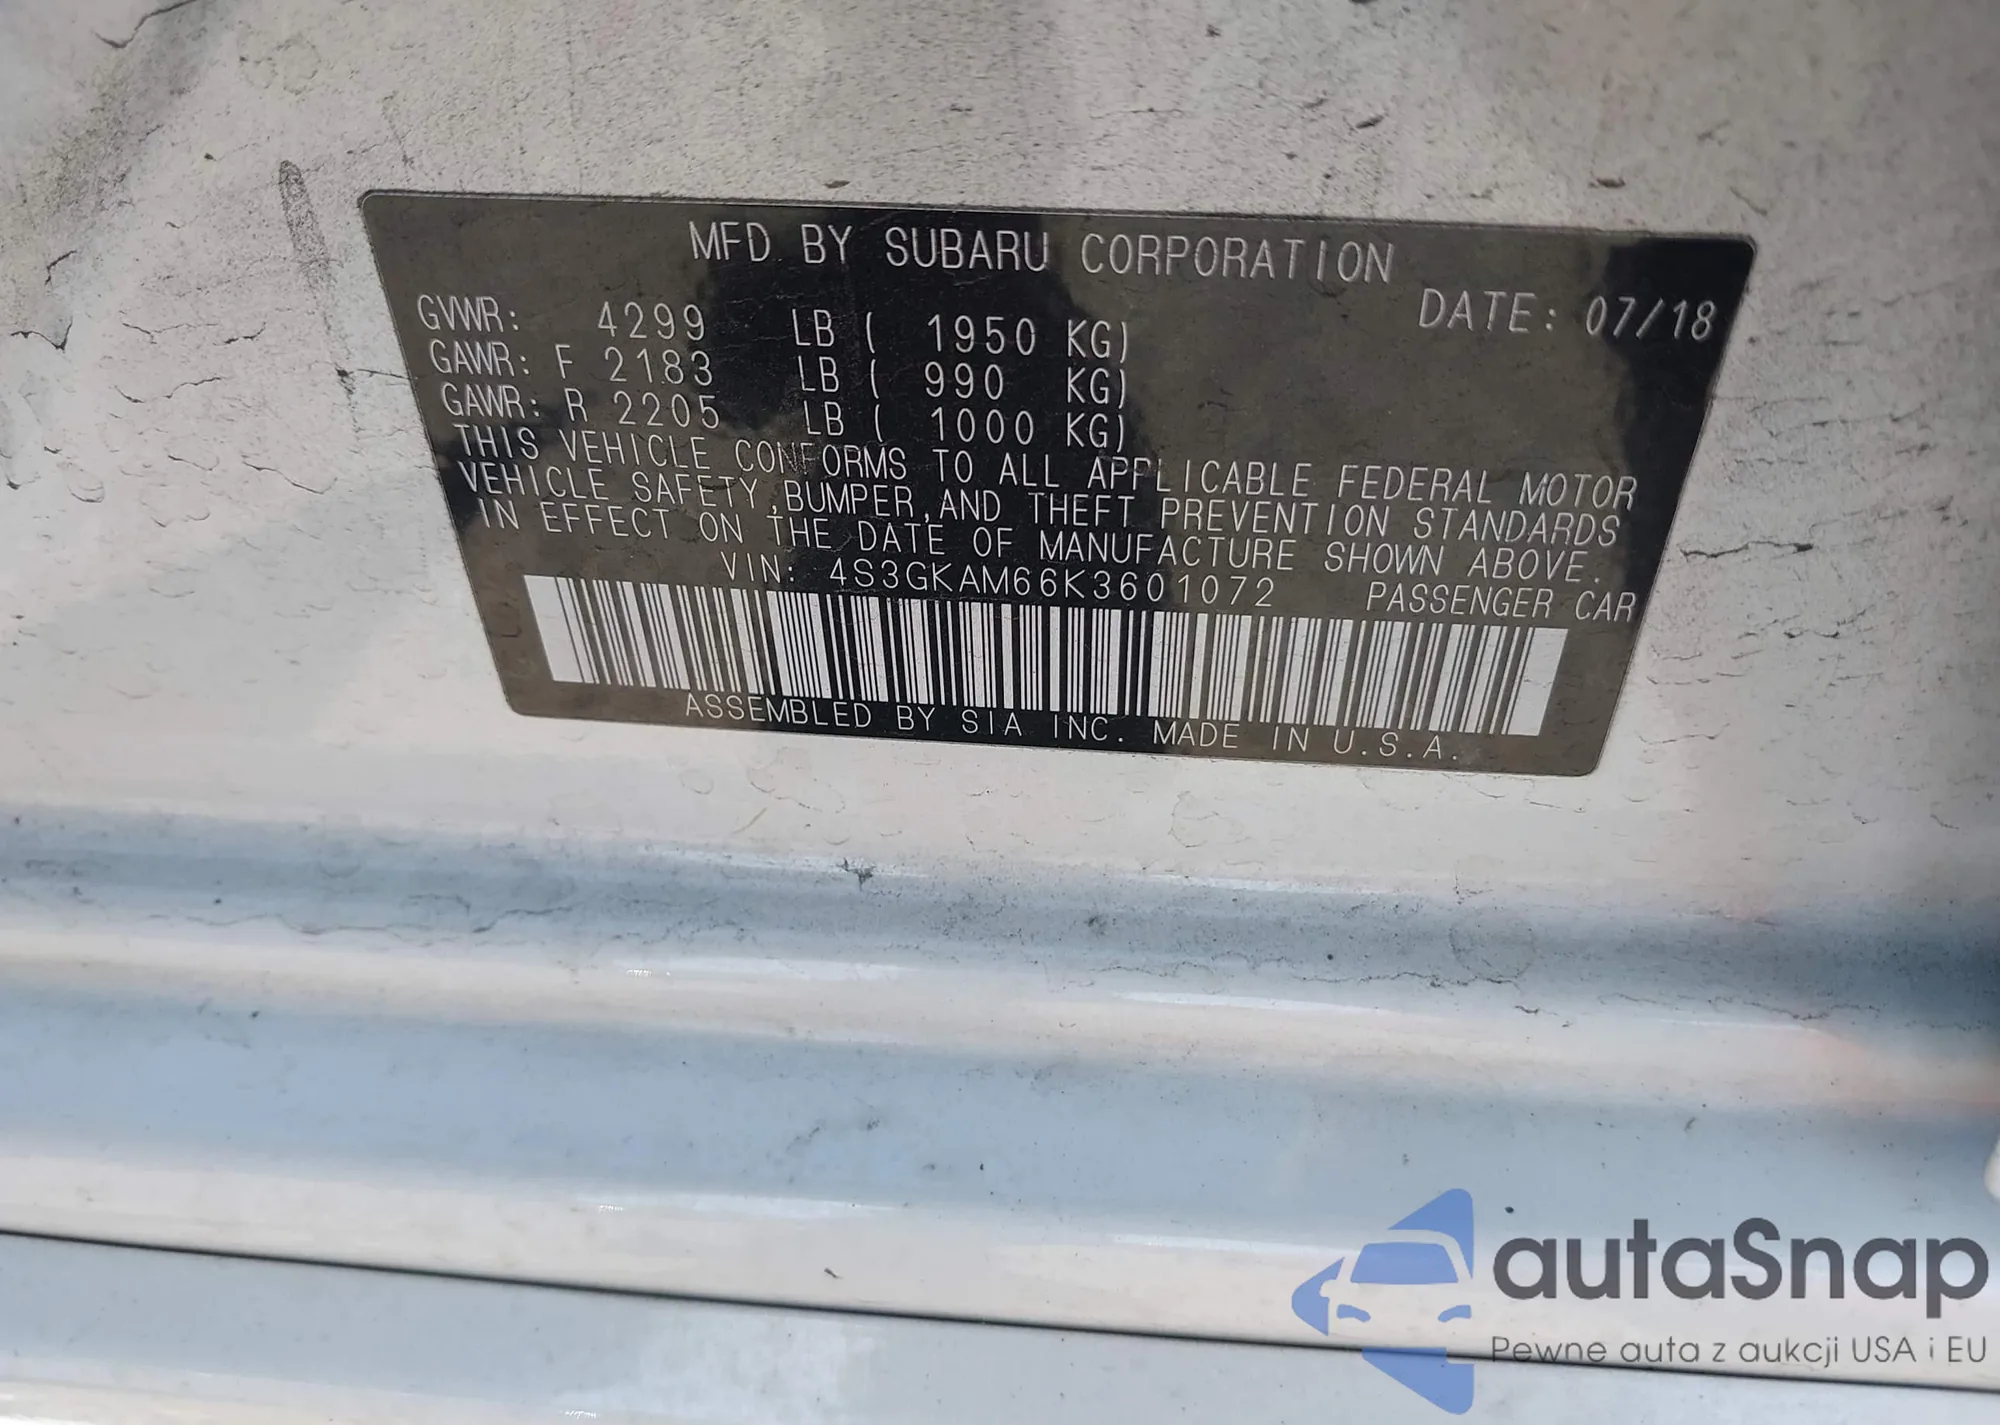 MFD BY SUBARU CORPORATION
DATE: 07/18
GVWR: 4299 LB ( 1950 KG)
GAWR: F 2183 LB ( 990 KG)
GAWR: R 2205 LB ( 1000 KG)
THIS VEHICLE CONFORMS TO ALL APPLICABLE FEDERAL MOTOR
VEHICLE SAFETY,BUMPER,AND THEFT PREVENTION STANDARDS
IN EFFECT ON THE DATE OF MANUFACTURE SHOWN ABOVE.
VIN: 4S3GKAM66K3601072 PASSENGER CAR
ASSEMBLED BY SIA INC. MADE IN U.S.A.
autaSnap
Pewne auta z aukcji USA i EU